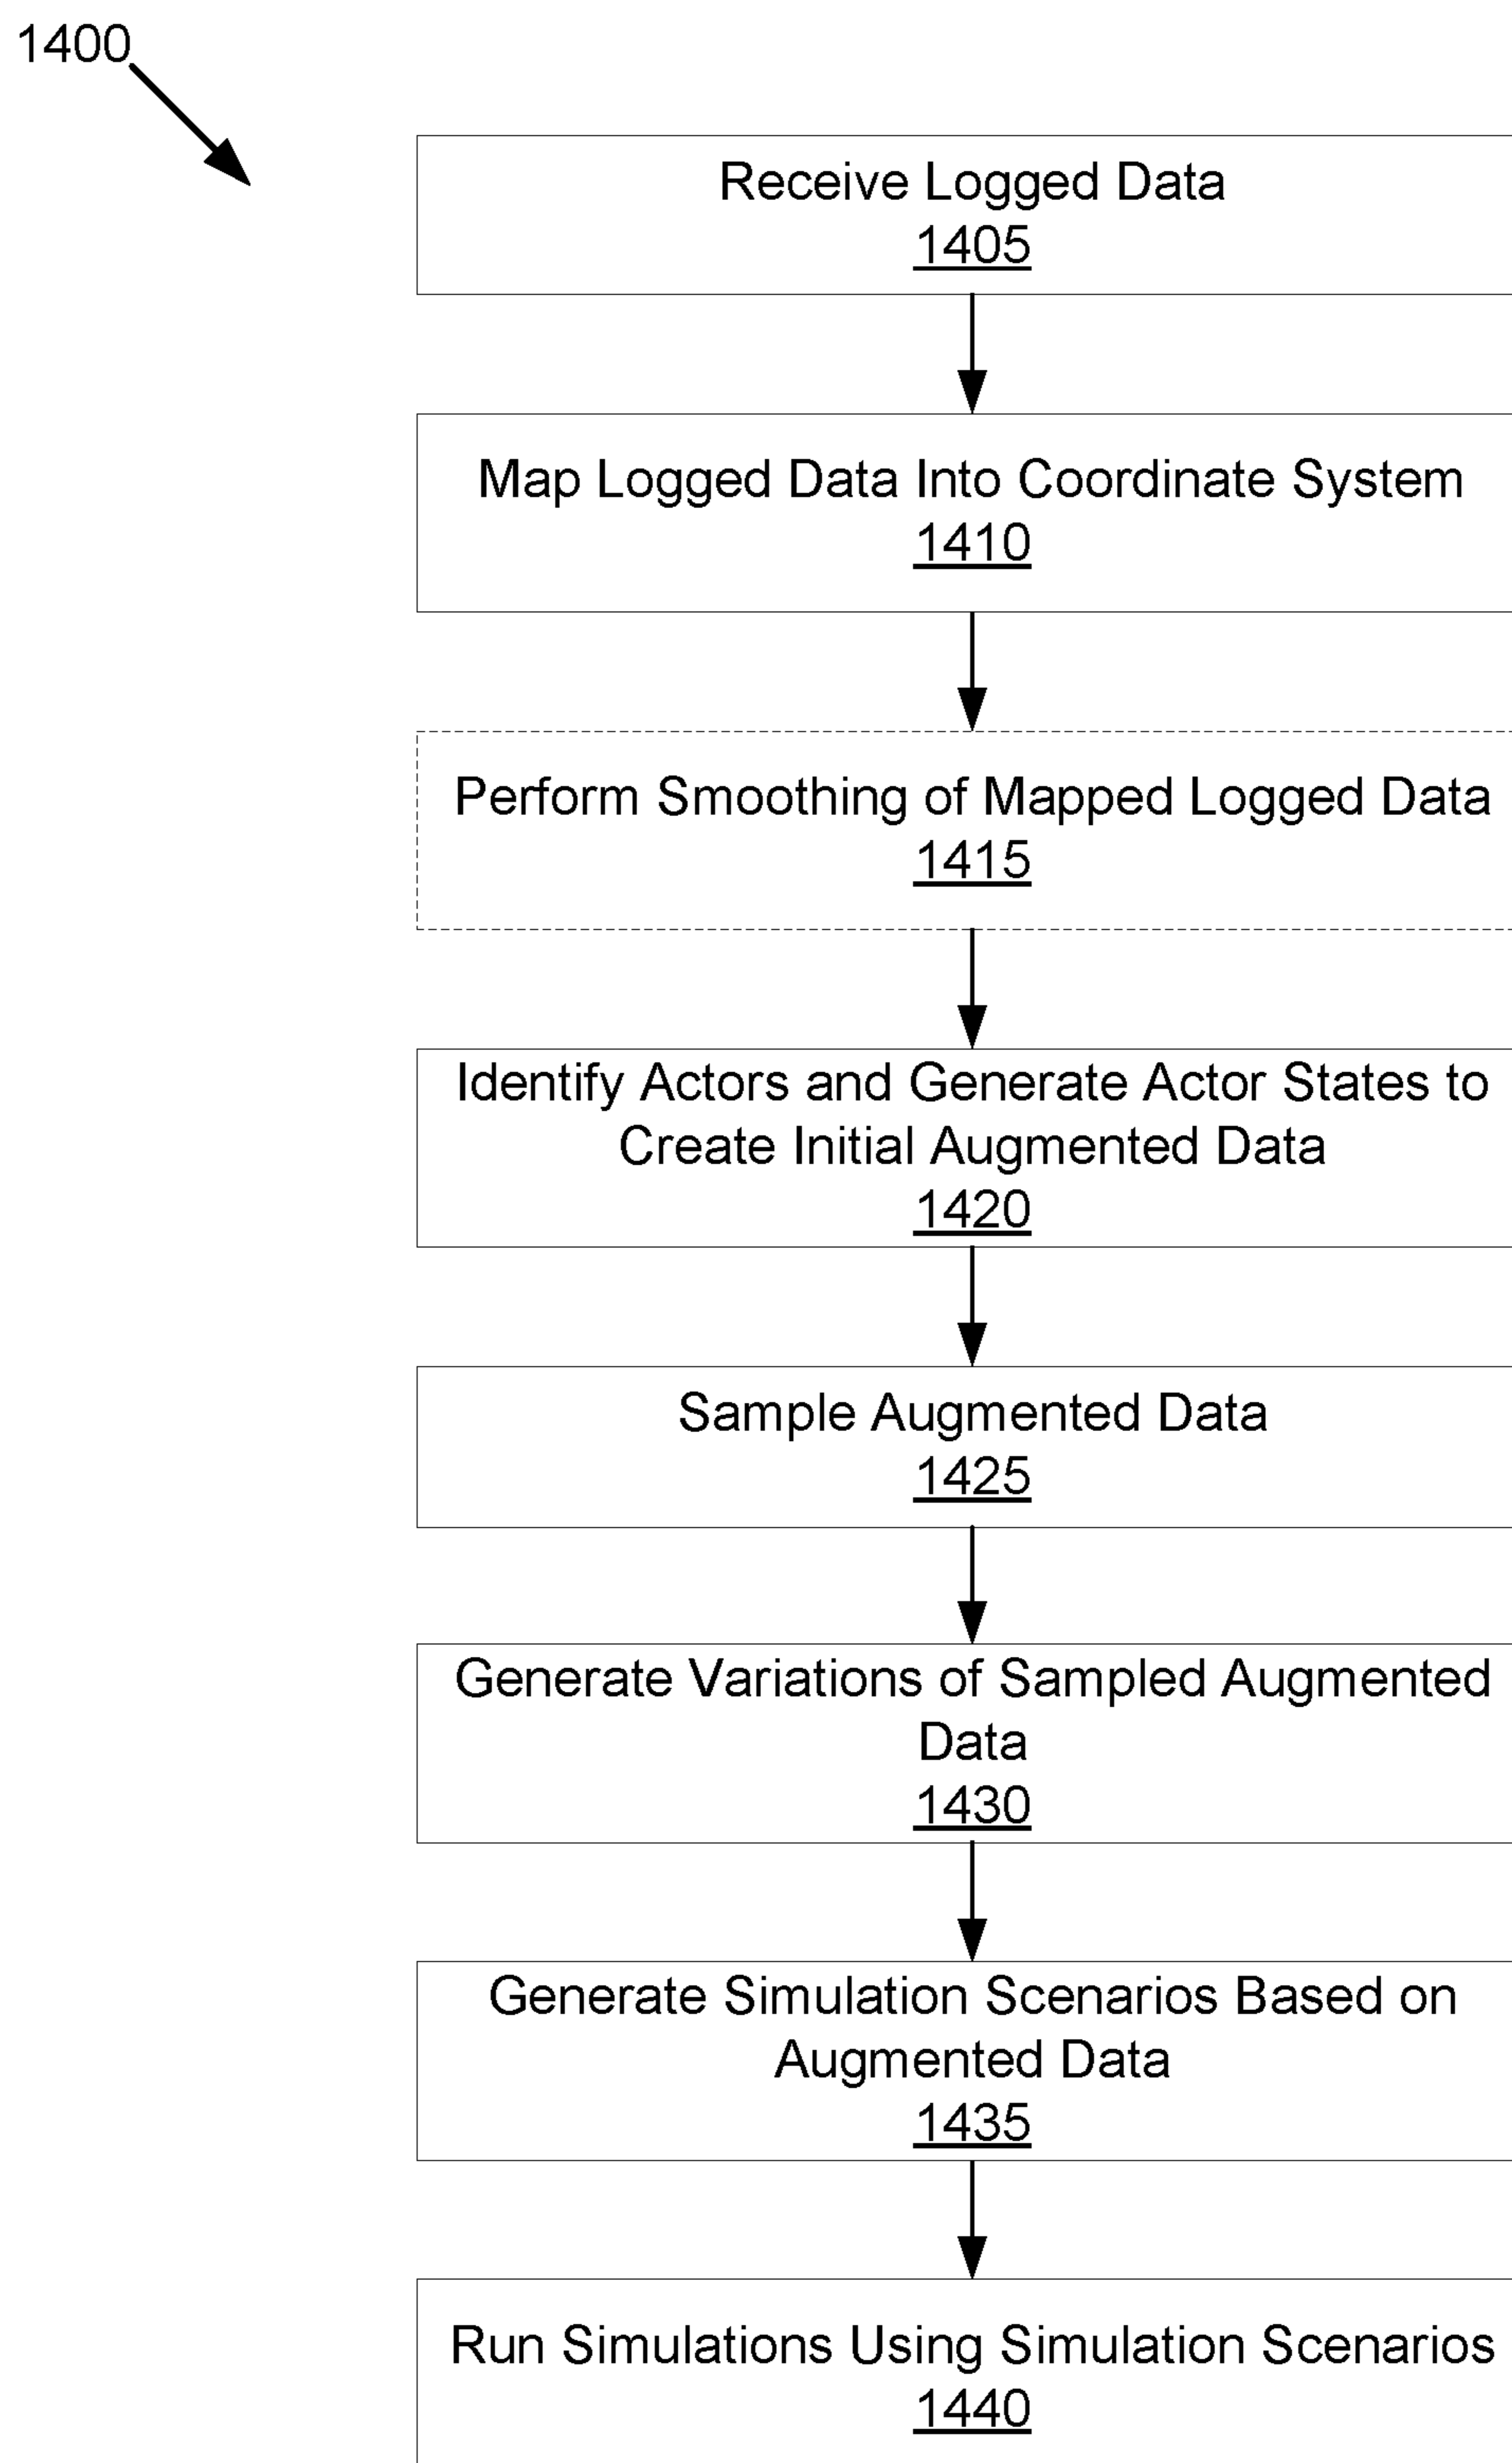 1400
Receive Logged Data
1405
Map Logged Data Into Coordinate System
1410
Perform Smoothing of Mapped Logged Data
1415
Identify Actors and Generate Actor States to
Create Initial Augmented Data
1420
Sample Augmented Data
1425
Generate Variations of Sampled Augmented
Data
1430
Generate Simulation Scenarios Based on
Augmented Data
1435
Run Simulations Using Simulation Scenarios
1440